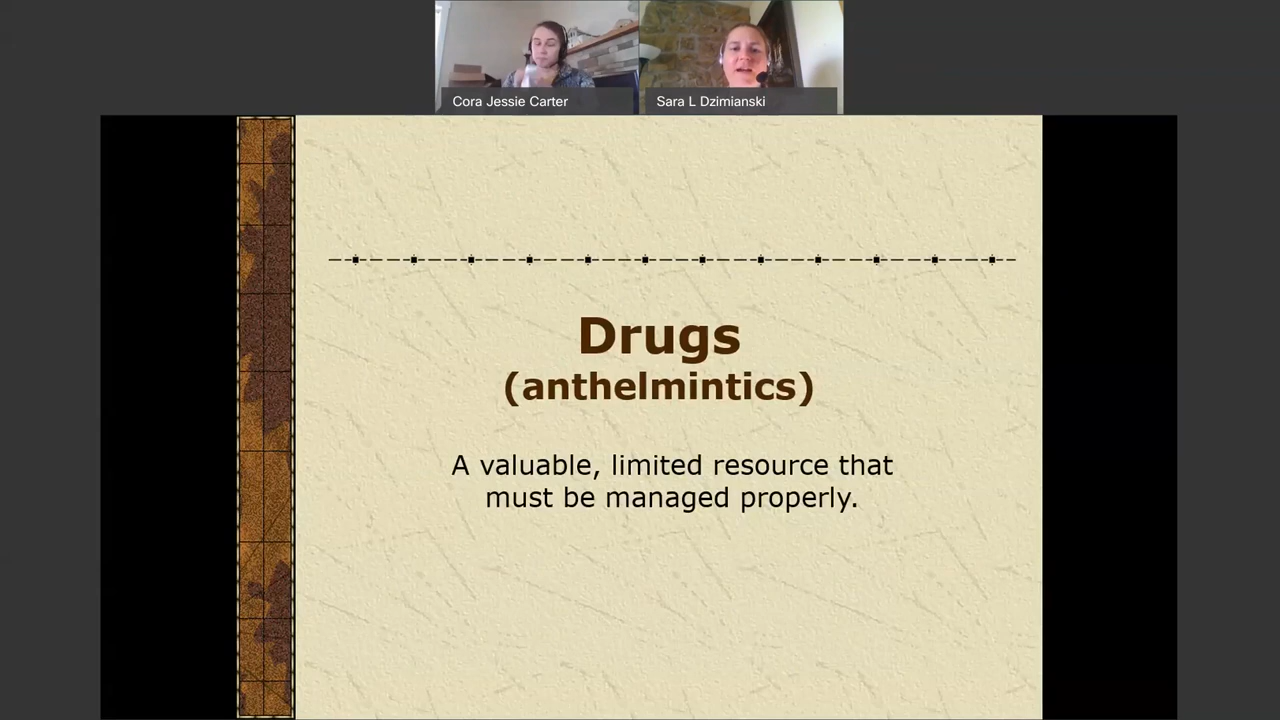 Cora Jessie Carter
Sara L Dzimianski
Drugs
(anthelmintics)
A valuable, limited resource that
must be managed properly.